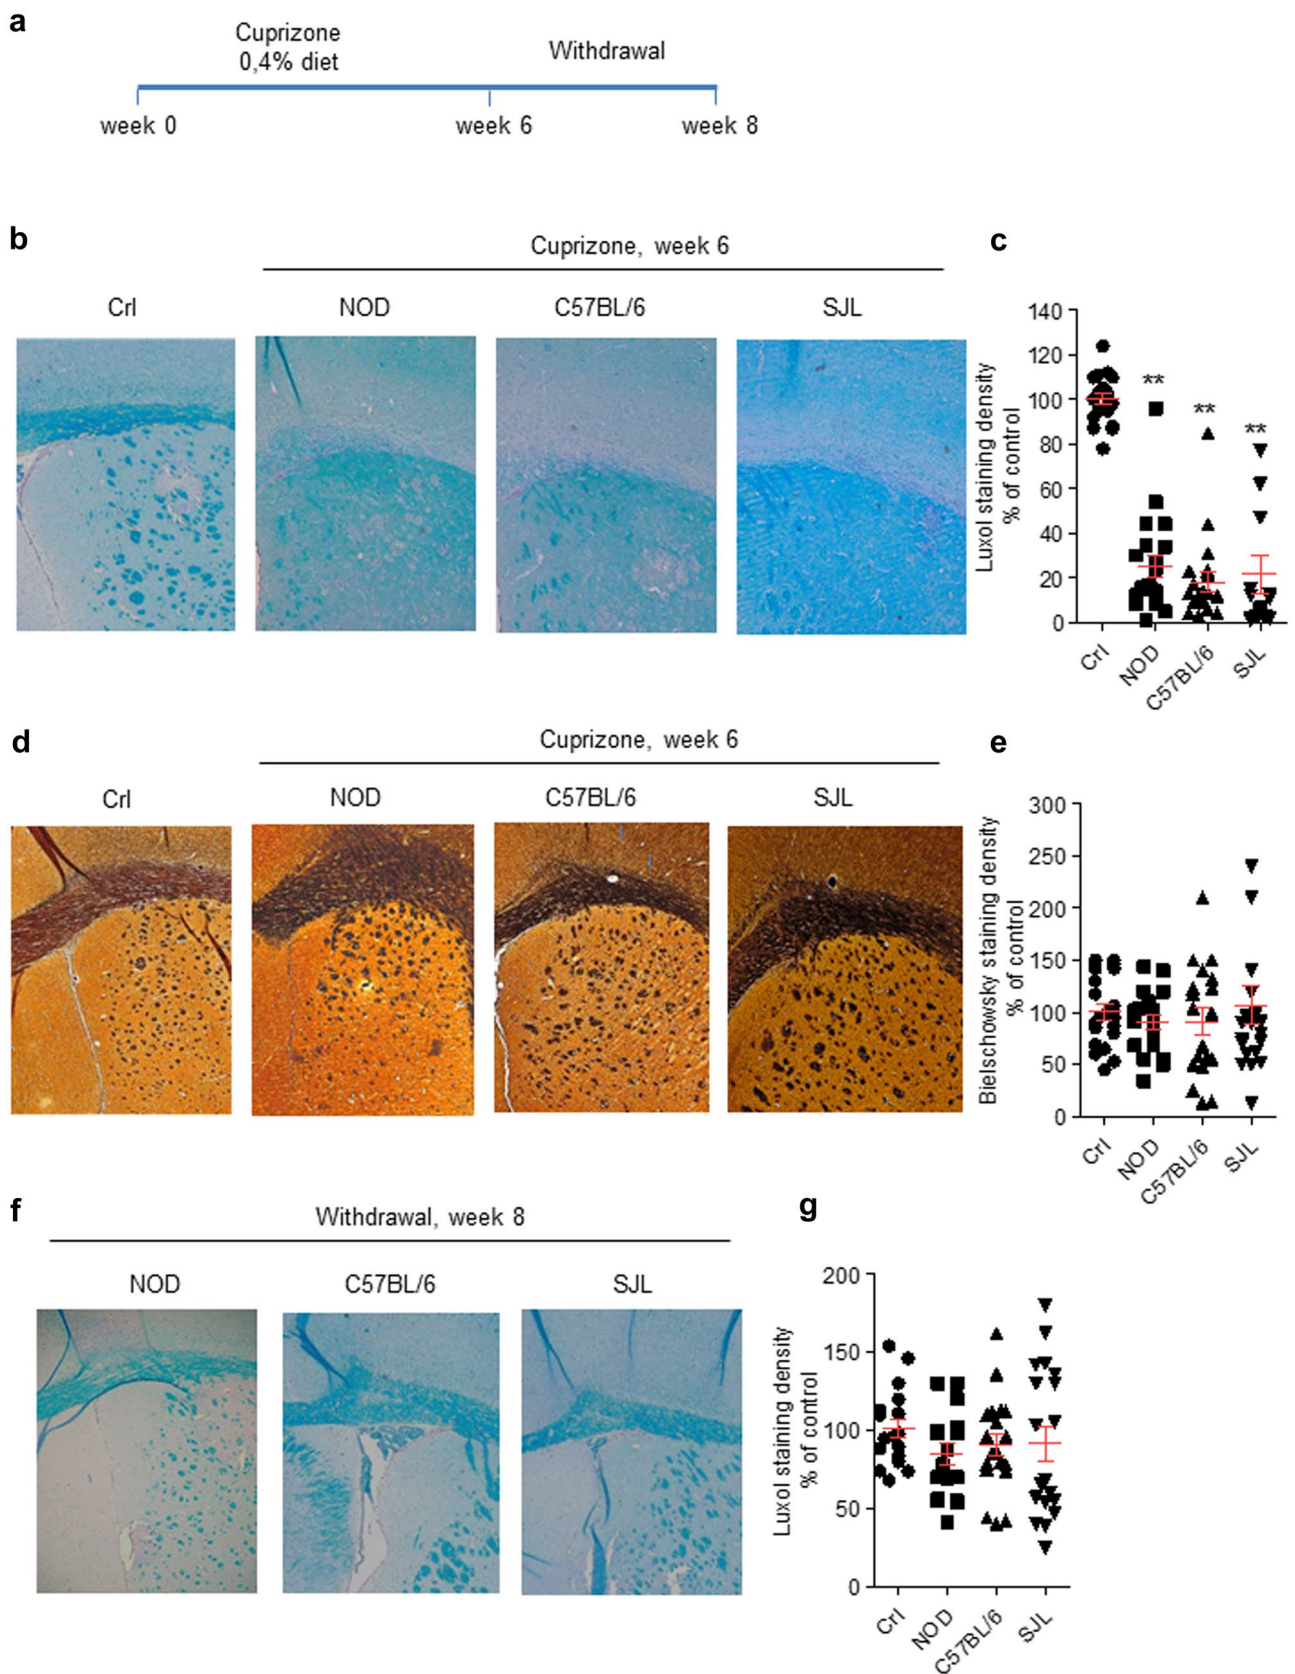 a
Cuprizone
0,4% diet
Withdrawal
week 0
week 6
week 8
b
Cuprizone, week 6
Crl
NOD
C57BL/6
SJL
c
Luxol staining density
% of control
140
120
100
80
60
40
20
0
**
**
**
Crl
NOD
C57BL/6
SJL
d
Cuprizone, week 6
Crl
NOD
C57BL/6
SJL
e
Bielschowsky staining density
% of control
300
250
200
150
100
50
0
Crl
NOD
C57BL/6
SJL
f
Withdrawal, week 8
NOD
C57BL/6
SJL
g
Luxol staining density
% of control
200
150
100
50
0
Crl
NOD
C57BL/6
SJL